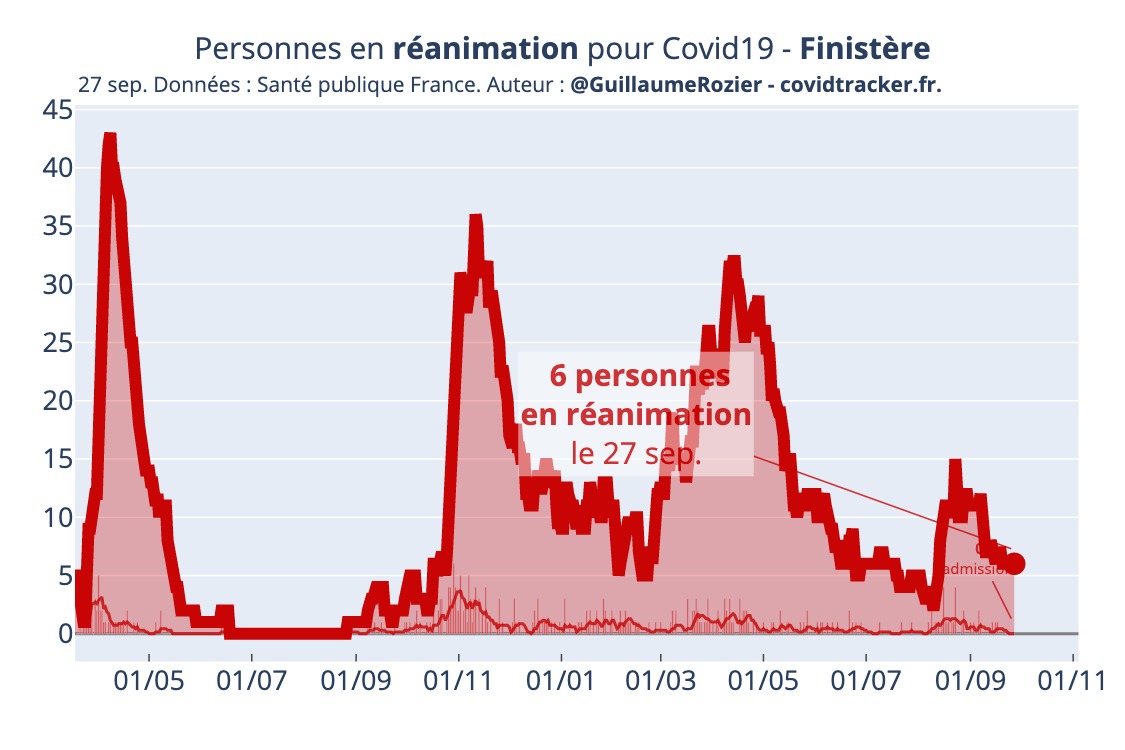 Personnes en réanimation pour Covid19 - Finistère
27 sep. Données : Santé publique France. Auteur : @GuillaumeRozier - covidtracker.fr.
45
40
35
30
25
20
15
10
5
0
6 personnes
en réanimation
le 27 sep.
01/05 01/07 01/09 01/11 01/01 01/03 01/05 01/07 01/09 01/11